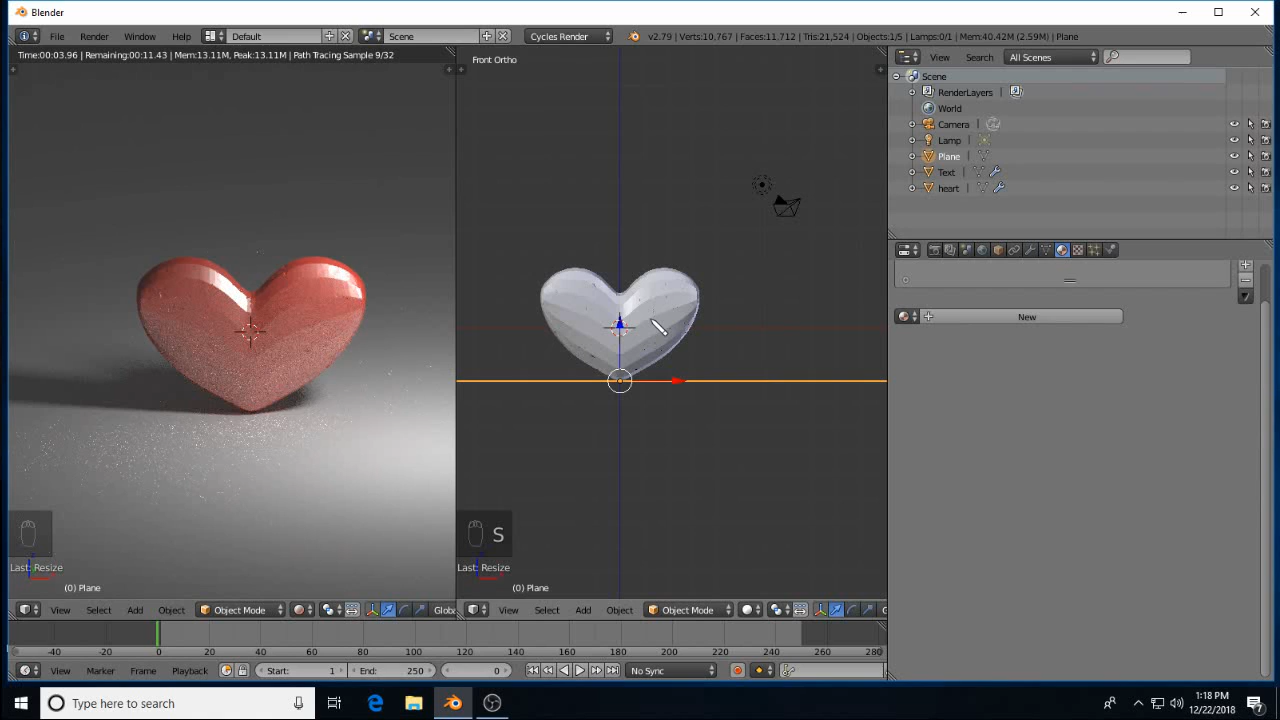 Blender
File Render Window Help Default Scene Cycles Render v2.79 | Verts:10,767 | Faces:11,712 | Tris:21,524 | Objects:1/5 | Lamps:0/1 | Mem:40.42M (2.59M) | Plane
Time:00:03.96 | Remaining:00:11.43 | Mem:13.11M, Peak:13.11M | Path Tracing Sample 9/32
Front Ortho
View Search All Scenes
Scene
RenderLayers |
World
Camera |
Lamp |
Plane |
Text |
heart |
New
S
Last: Resize
Last: Resize
(0) Plane
(0) Plane
View Select Add Object Object Mode Globa
View Select Add Object Object Mode G
-40 -20 0 20 40 60 80 100 120 140 160 180 200 220 240 260 280
View Marker Frame Playback Start: 1 End: 250 0 No Sync
Type here to search
1:18 PM
12/22/2018
7